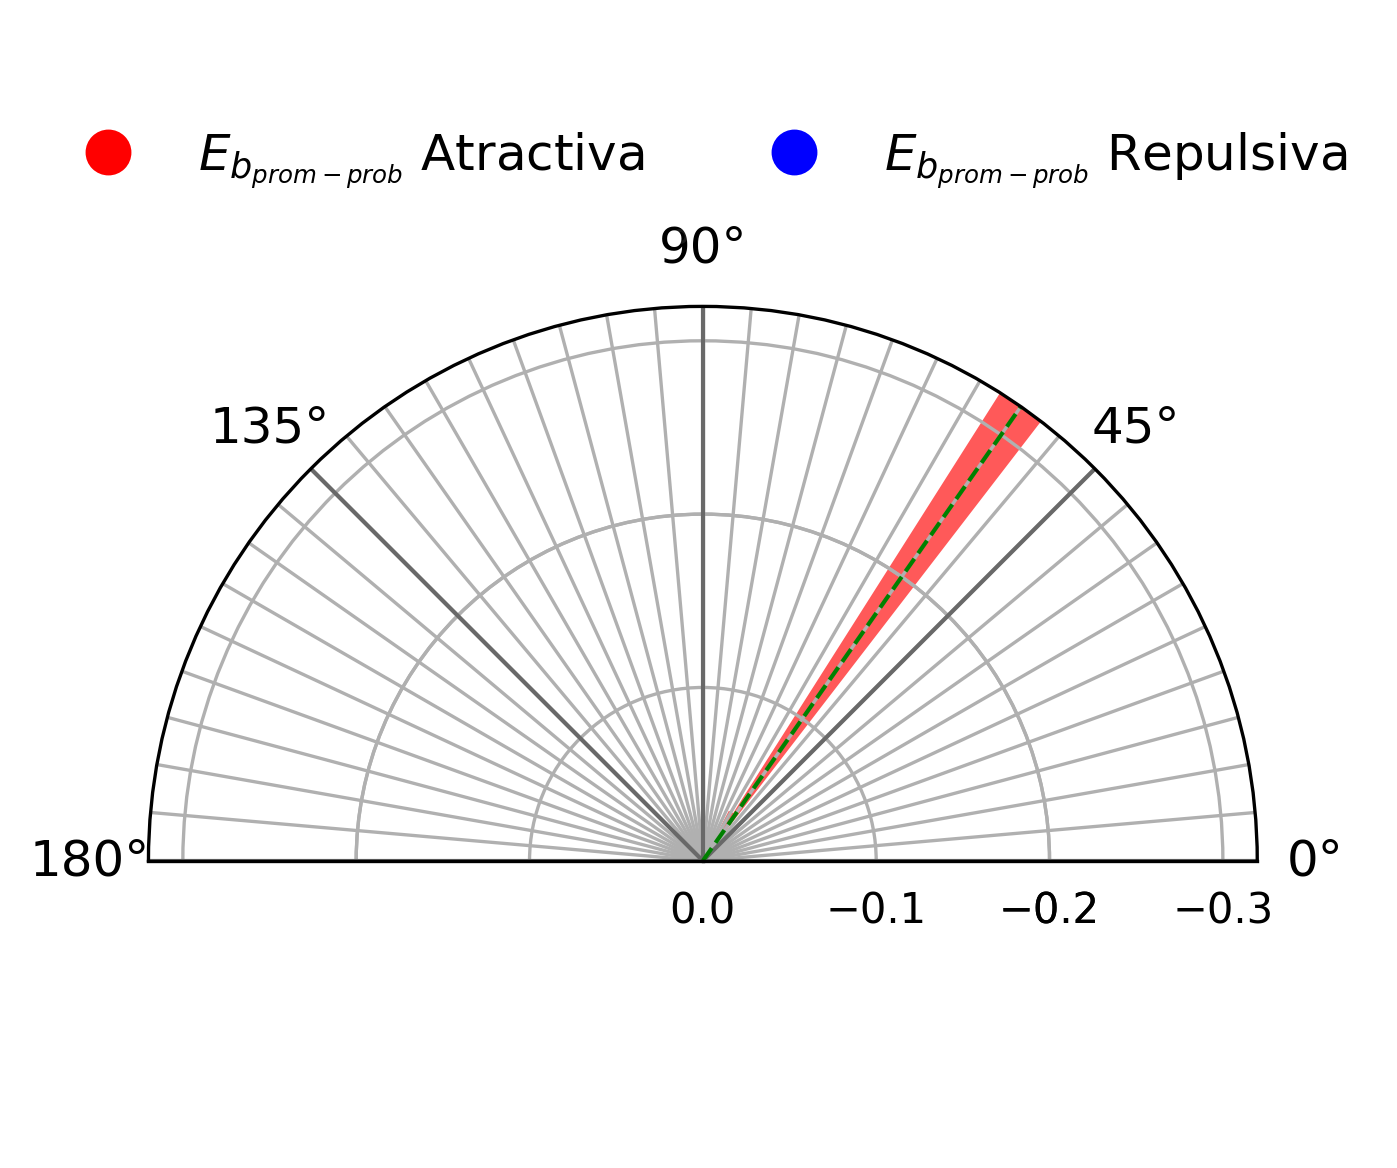 E_{b_{prom-prob}} Atractiva E_{b_{prom-prob}} Repulsiva
90°
135° 45°
180° 0°
0.0 −0.1 −0.2 −0.3